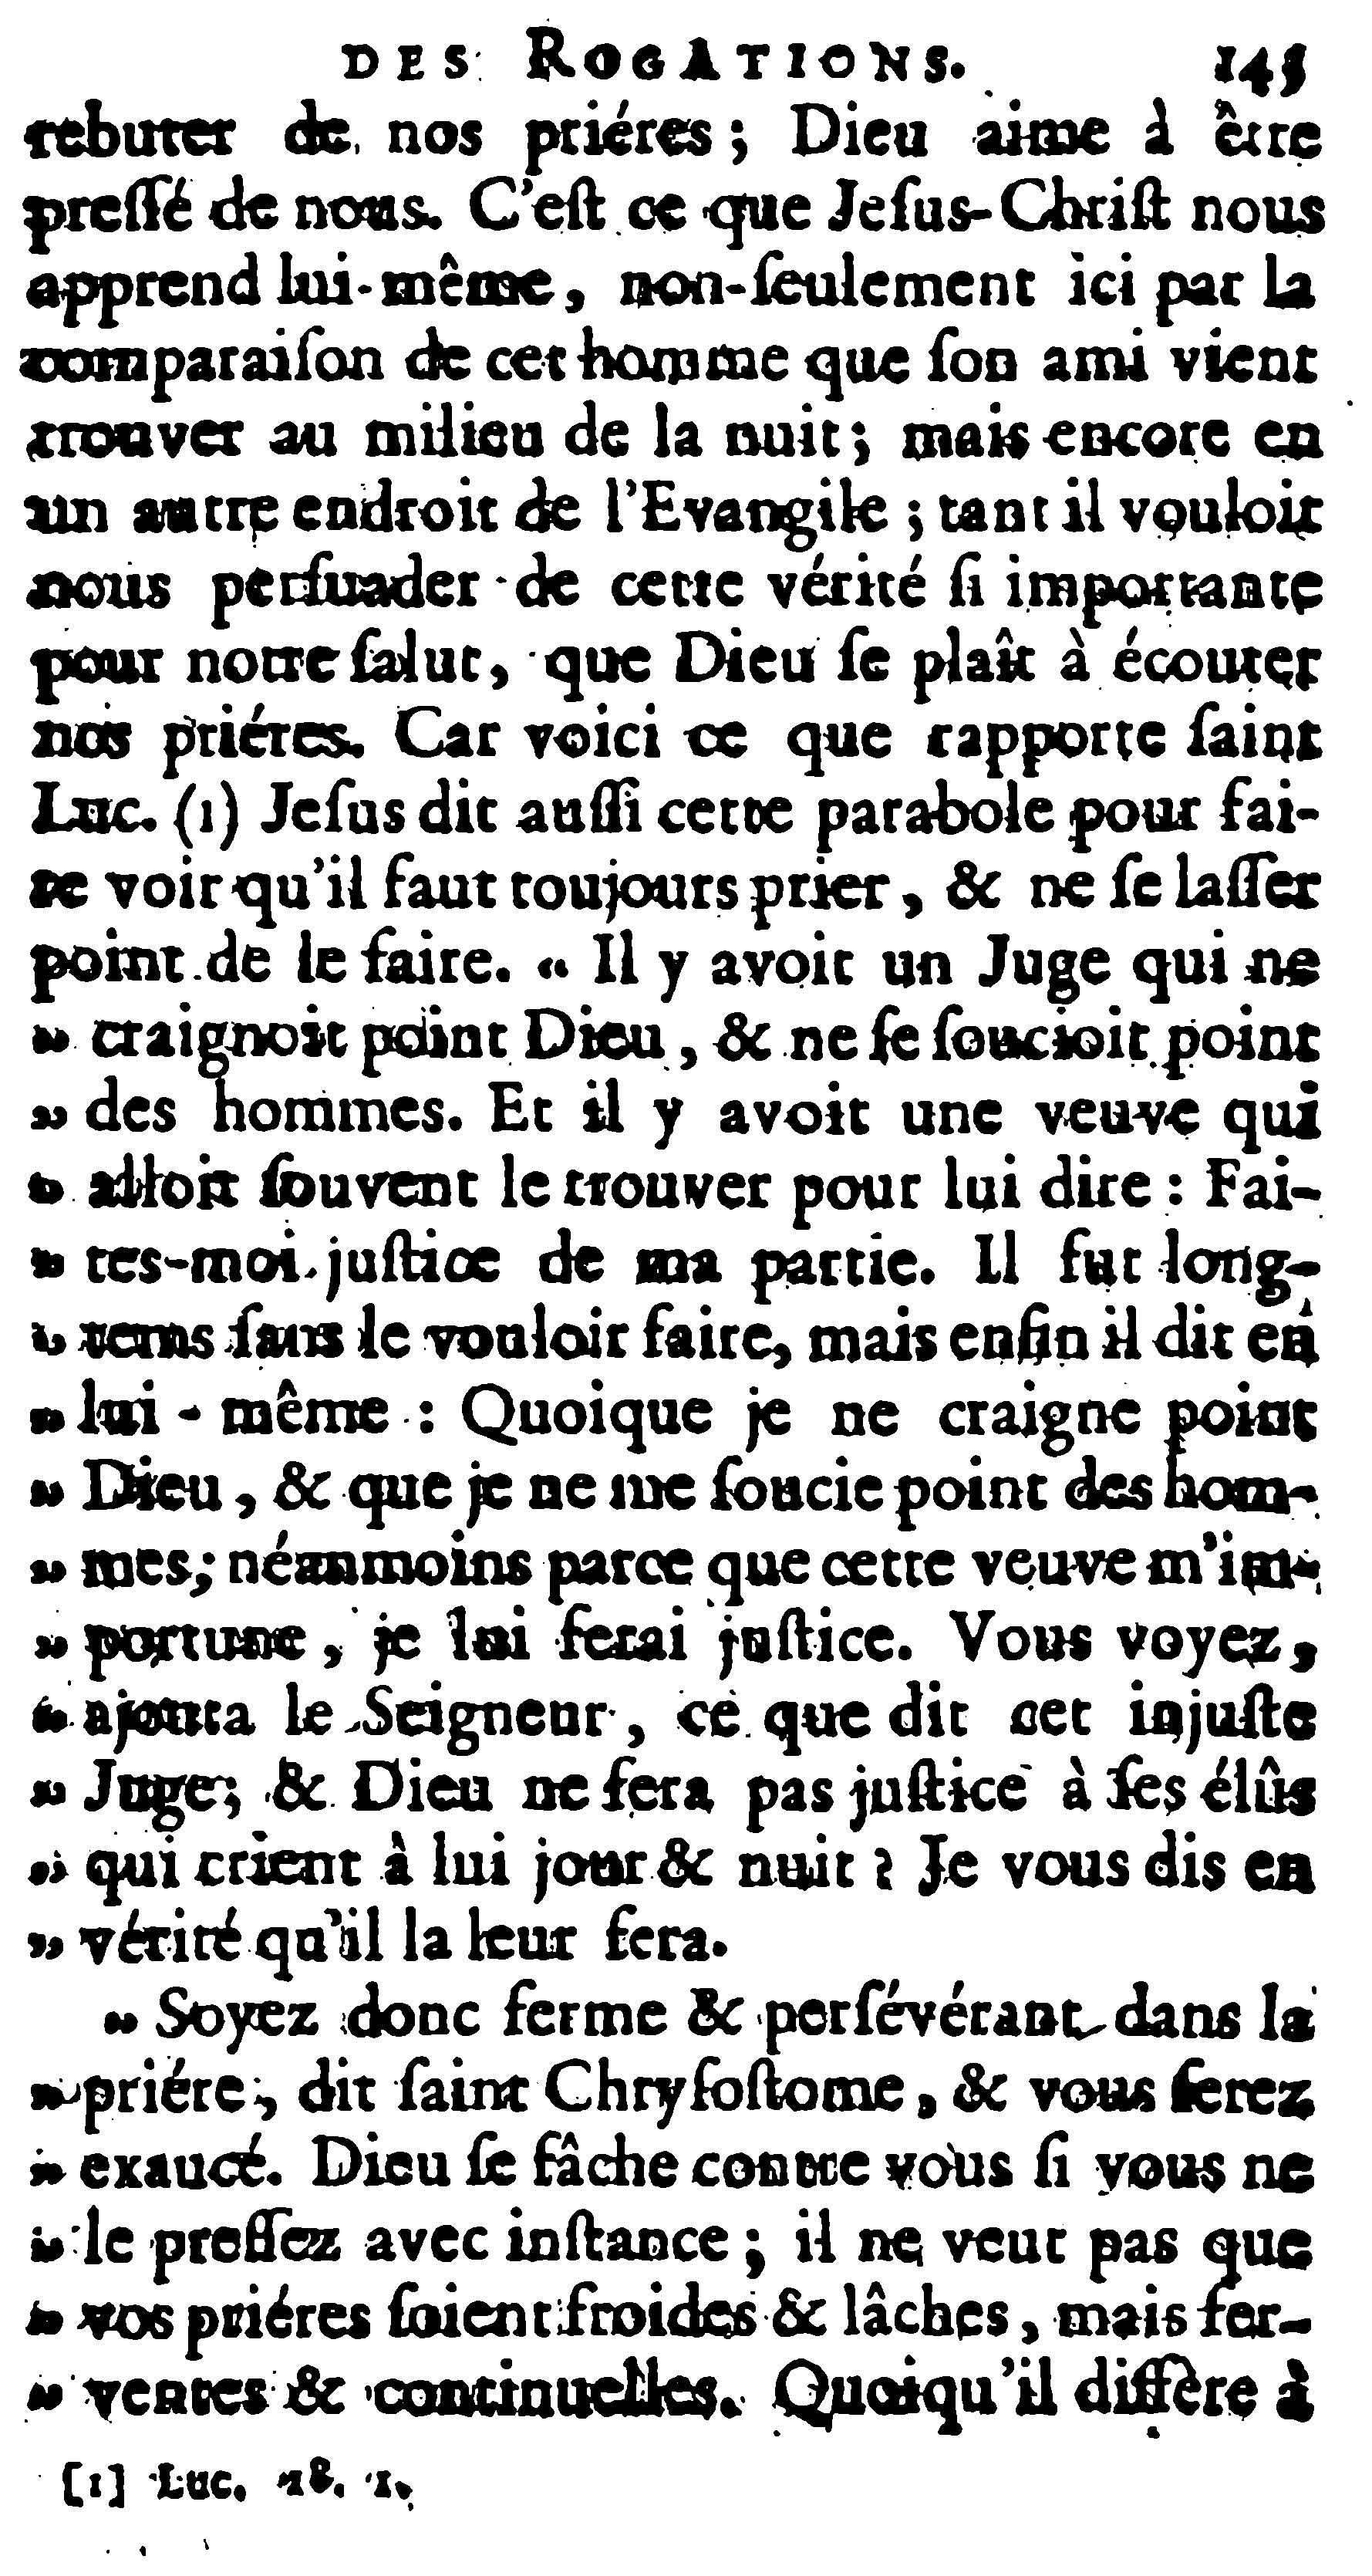 DES ROGATIONS. 145
rebuter de nos priéres ; Dieu aime à être
preſſé de nous. C'eſt ce que Jeſus-Chriſt nous
apprend lui-même, non-ſeulement ici par la
comparaiſon de cet homme que ſon ami vient
trouver au milieu de la nuit ; mais encore en
un autre endroit de l'Evangile ; tant il vouloit
nous perſuader de cette vérité ſi importante
pour notre ſalut, que Dieu ſe plaît à écouter
nos priéres. Car voici ce que rapporte ſaint
Luc. (1) Jeſus dit auſſi cette parabole pour fai-
re voir qu'il faut toujours prier, & ne ſe laſſer
point de le faire. « Il y avoit un Juge qui ne
» craignoit point Dieu, & ne ſe ſoucioit point
» des hommes. Et il y avoit une veuve qui
» alloit ſouvent le trouver pour lui dire : Fai-
» tes-moi juſtice de ma partie. Il fut long-
» tems ſans le vouloir faire, mais enfin il dit en
» lui-même : Quoique je ne craigne point
» Dieu, & que je ne me ſoucie point des hom-
» mes; néanmoins parce que cette veuve m'im-
» portune, je lui ferai juſtice. Vous voyez,
» ajouta le Seigneur, ce que dit cet injuſte
» Juge; & Dieu ne fera pas juſtice à ſes élûs
» qui crient à lui jour & nuit ? Je vous dis en
» vérité qu'il la leur fera.
» Soyez donc ferme & perſévérant dans la
» priére, dit ſaint Chryſoſtome, & vous ſerez
» exaucé. Dieu ſe fâche contre vous ſi vous ne
» le preſſez avec inſtance ; il ne veut pas que
» vos priéres ſoient froides & lâches, mais fer-
» ventes & continuelles. Quoiqu'il differe à
[1] Luc. 18. 1.